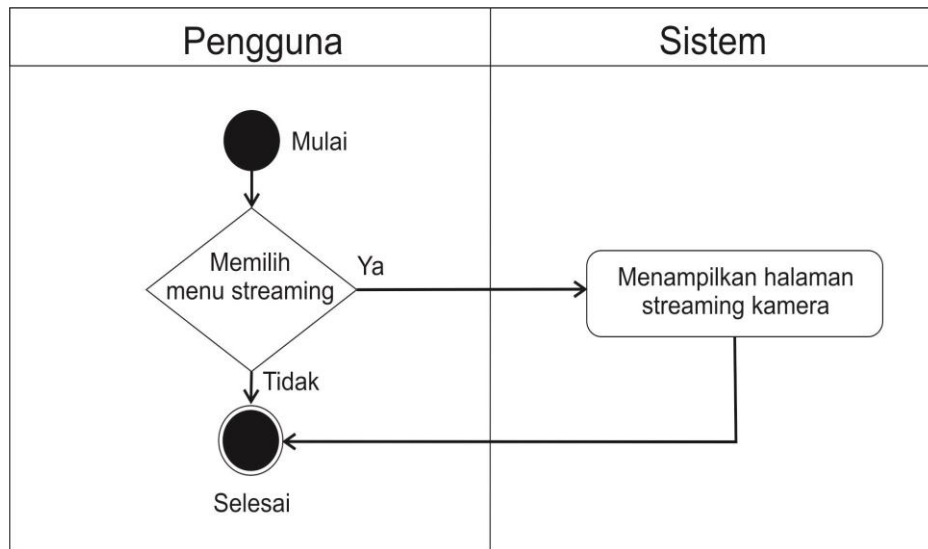 Pengguna
Sistem
Mulai
Memilih
menu streaming
Ya
Menampilkan halaman
streaming kamera
Tidak
Selesai